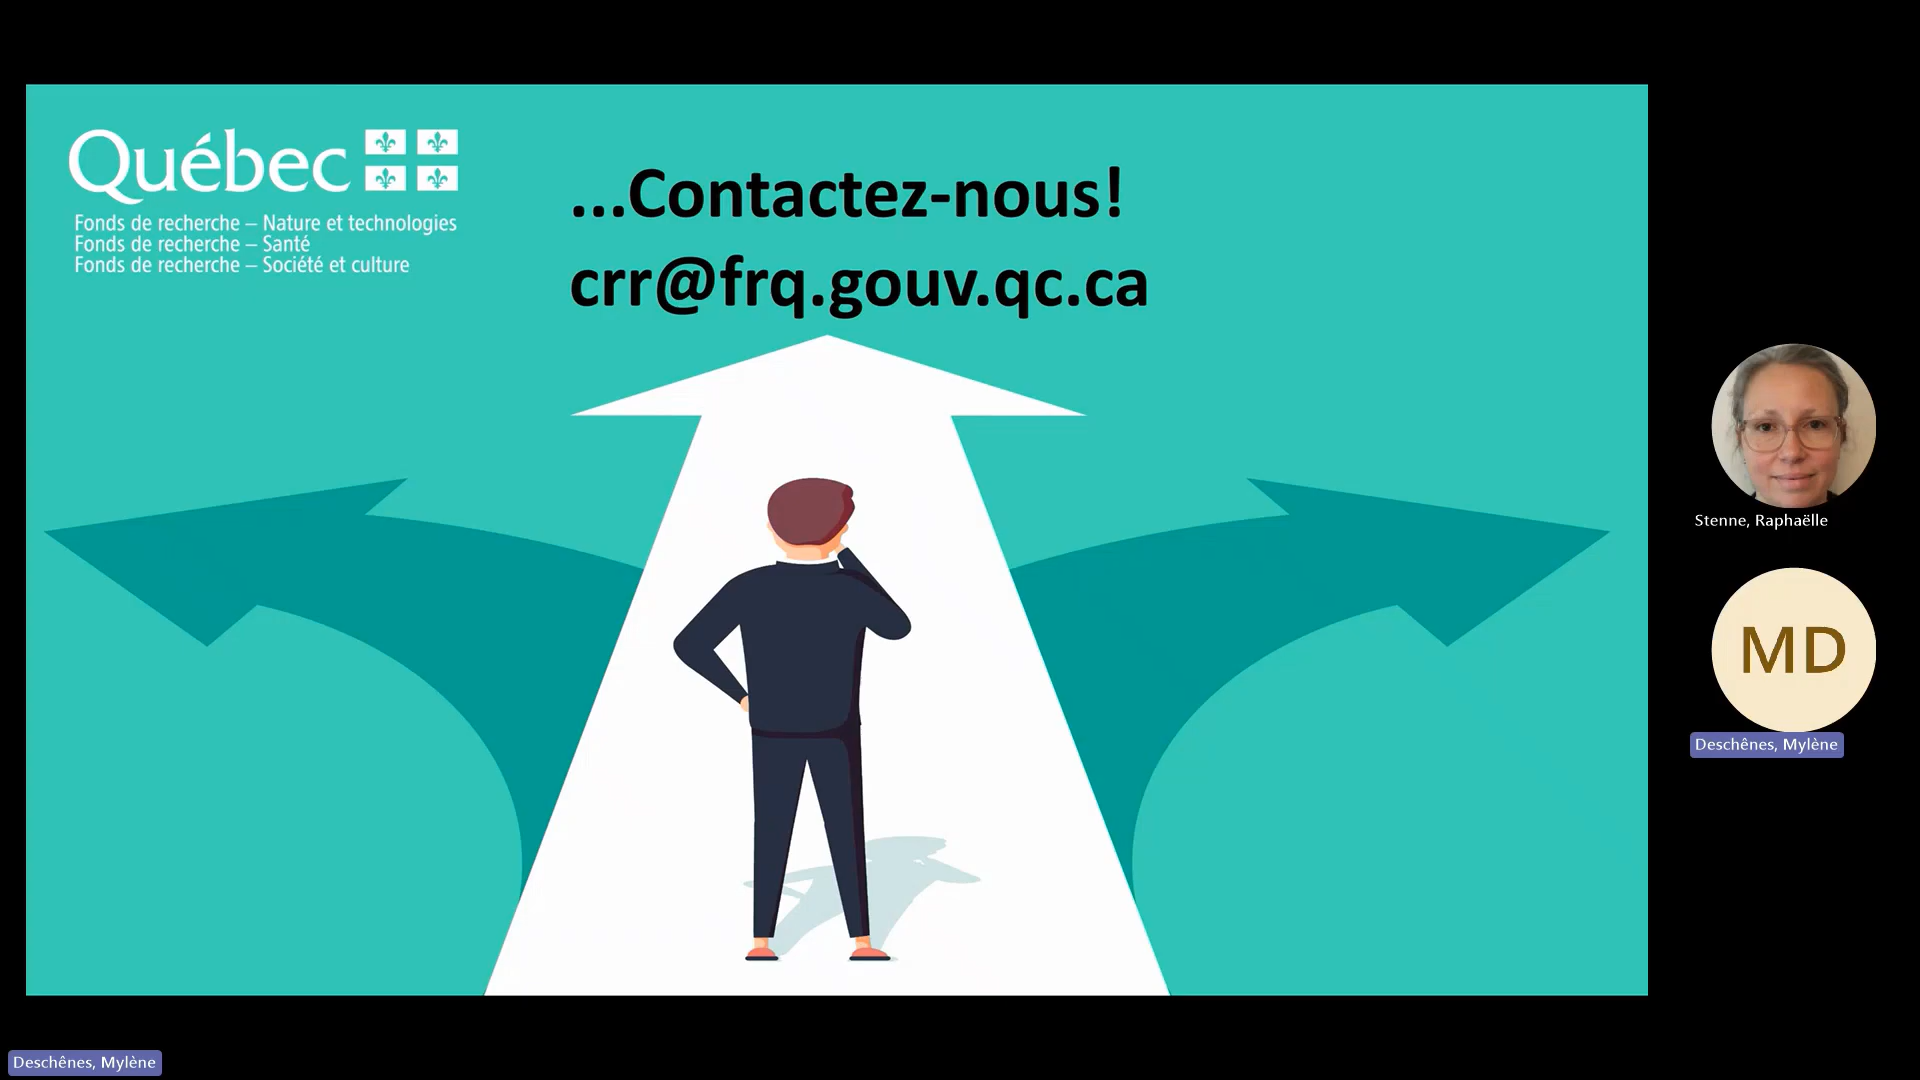 Québec
Fonds de recherche – Nature et technologies
Fonds de recherche – Santé
Fonds de recherche – Société et culture
...Contactez-nous!
crr@frq.gouv.qc.ca
Stenne, Raphaëlle
MD
Deschênes, Mylène
Deschênes, Mylène